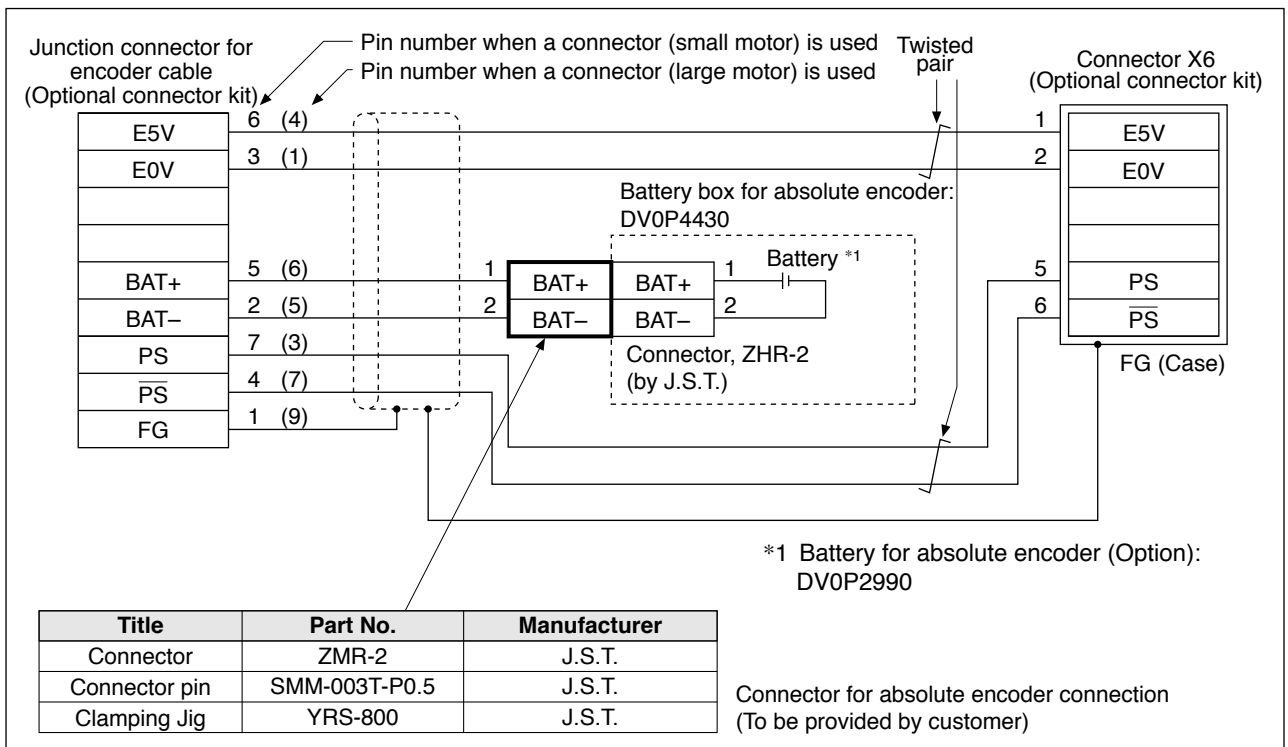 Junction connector for
encoder cable
(Optional connector kit)
Pin number when a connector (small motor) is used
Pin number when a connector (large motor) is used
Twisted
pair
Connector X6
(Optional connector kit)
E5V 6 (4) 1 E5V
E0V 3 (1) 2 E0V
Battery box for absolute encoder:
DV0P4430
Battery *1
BAT+ 5 (6) 1 BAT+ BAT+ 1 5 PS
BAT– 2 (5) 2 BAT– BAT– 2 6 P̅S̅
PS 7 (3)
P̅S̅ 4 (7)
FG 1 (9)
Connector, ZHR-2
(by J.S.T.)
FG (Case)
*1 Battery for absolute encoder (Option):
DV0P2990
Title Part No. Manufacturer
Connector ZMR-2 J.S.T.
Connector pin SMM-003T-P0.5 J.S.T.
Clamping Jig YRS-800 J.S.T.
Connector for absolute encoder connection
(To be provided by customer)